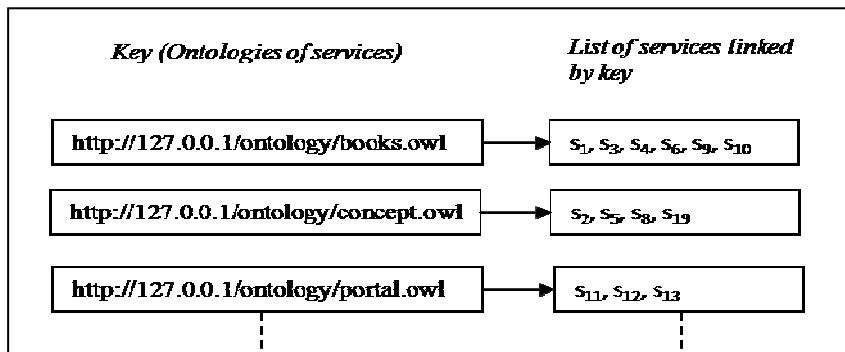 Key (Ontologies of services)
List of services linked
by key
http://127.0.0.1/ontology/books.owl
s₁, s₃, s₄, s₆, s₉, s₁₀
http://127.0.0.1/ontology/concept.owl
s₂, s₅, s₈, s₁₉
http://127.0.0.1/ontology/portal.owl
s₁₁, s₁₂, s₁₃